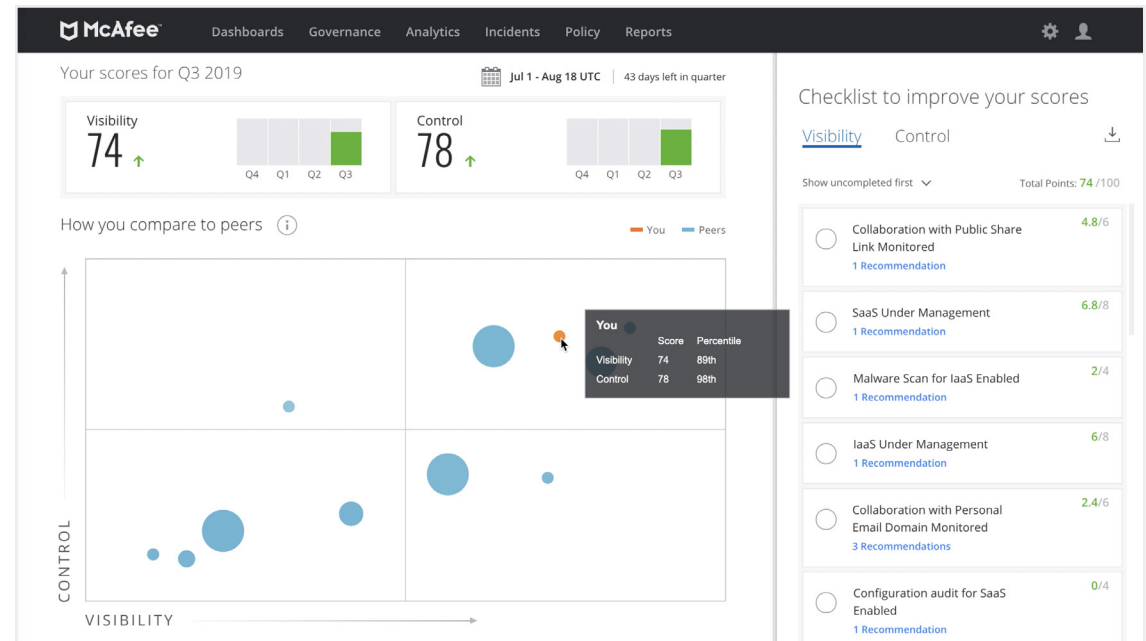 McAfee Dashboards Governance Analytics Incidents Policy Reports
Your scores for Q3 2019
Jul 1 - Aug 18 UTC
43 days left in quarter
Visibility
74
Q4 Q1 Q2 Q3
Control
78
Q4 Q1 Q2 Q3
How you compare to peers
i
You
Peers
You
Score Percentile
Visibility 74 89th
Control 78 98th
CONTROL
VISIBILITY
Checklist to improve your scores
Visibility Control
Show uncompleted first
Total Points: 74 /100
Collaboration with Public Share
Link Monitored
1 Recommendation
4.8/6
SaaS Under Management
1 Recommendation
6.8/8
Malware Scan for IaaS Enabled
1 Recommendation
2/4
IaaS Under Management
1 Recommendation
6/8
Collaboration with Personal
Email Domain Monitored
3 Recommendations
2.4/6
Configuration audit for SaaS
Enabled
1 Recommendation
0/4